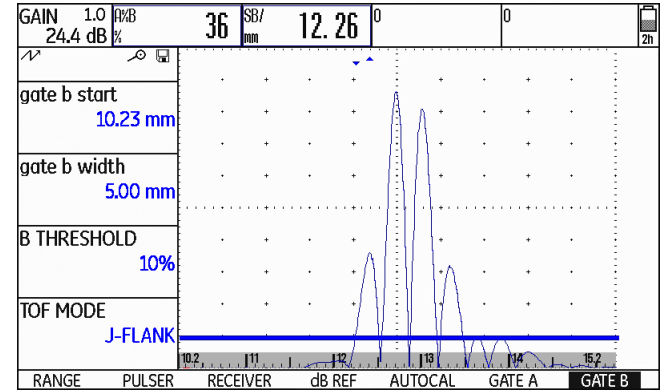 GAIN 1.0 A%B 36 SB/ 12.26 0 0
24.4 dB % mm 2h
gate b start
10.23 mm
gate b width
5.00 mm
B THRESHOLD
10%
TOF MODE
J-FLANK
10.2 11 12 13 14 15.2
RANGE PULSER RECEIVER dB REF AUTOCAL GATE A GATE B